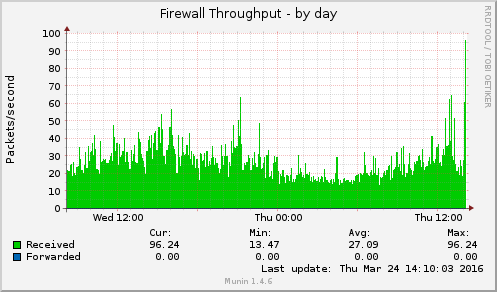 Firewall Throughput - by day
RRDTOOL / TOBI OETIKER
Packets/second
100
90
80
70
60
50
40
30
20
10
0
Wed 12:00 Thu 00:00 Thu 12:00
Cur: Min: Avg: Max:
Received 96.24 13.47 27.09 96.24
Forwarded 0.00 0.00 0.00 0.00
Last update: Thu Mar 24 14:10:03 2016
Munin 1.4.6